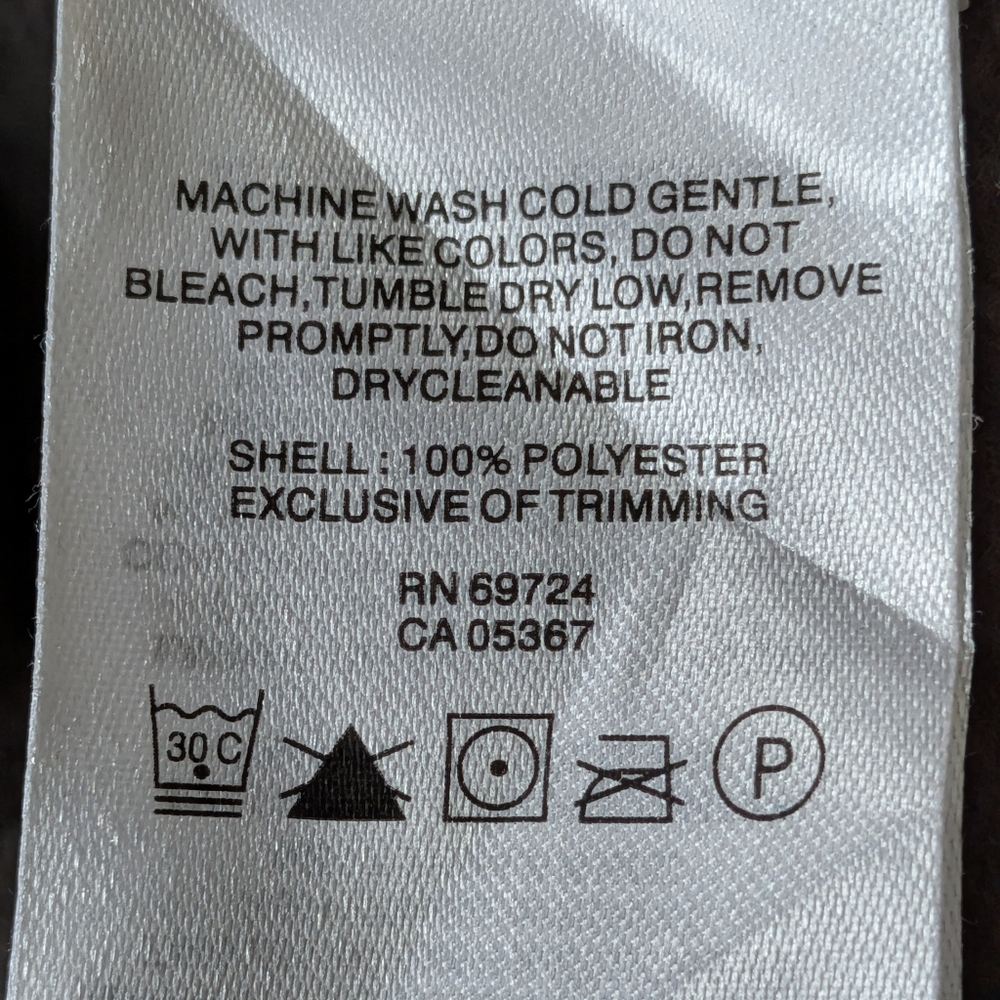 MACHINE WASH COLD GENTLE,
WITH LIKE COLORS, DO NOT
BLEACH,TUMBLE DRY LOW,REMOVE
PROMPTLY,DO NOT IRON,
DRYCLEANABLE
SHELL : 100% POLYESTER
EXCLUSIVE OF TRIMMING
RN 69724
CA 05367
30 C
P